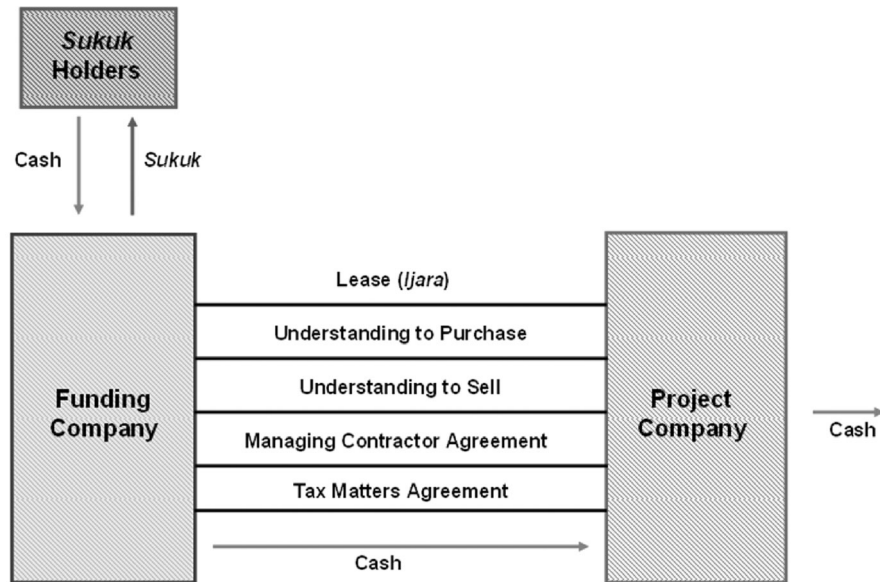 Sukuk
Holders
Cash
Sukuk
Lease (Ijara)
Understanding to Purchase
Understanding to Sell
Funding
Company
Managing Contractor Agreement
Tax Matters Agreement
Cash
Project
Company
Cash